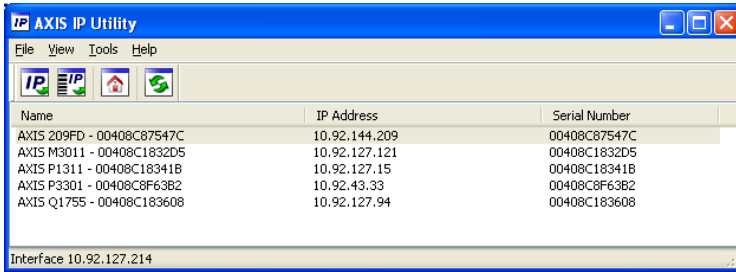 IP AXIS IP Utility
File View Tools Help
IP IP
Name IP Address Serial Number
AXIS 209FD - 00408C87547C 10.92.144.209 00408C87547C
AXIS M3011 - 00408C1832D5 10.92.127.121 00408C1832D5
AXIS P1311 - 00408C18341B 10.92.127.15 00408C18341B
AXIS P3301 - 00408C8F63B2 10.92.43.33 00408C8F63B2
AXIS Q1755 - 00408C183608 10.92.127.94 00408C183608
Interface 10.92.127.214